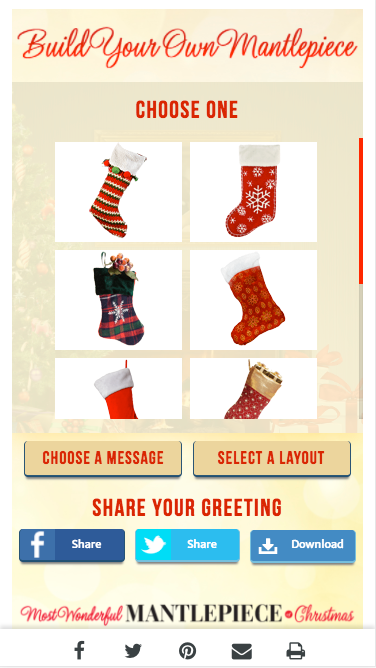 Build Your Own Mantlepiece
CHOOSE ONE
CHOOSE A MESSAGE
SELECT A LAYOUT
SHARE YOUR GREETING
Share
Share
Download
Most Wonderful MANTLEPIECE of Christmas